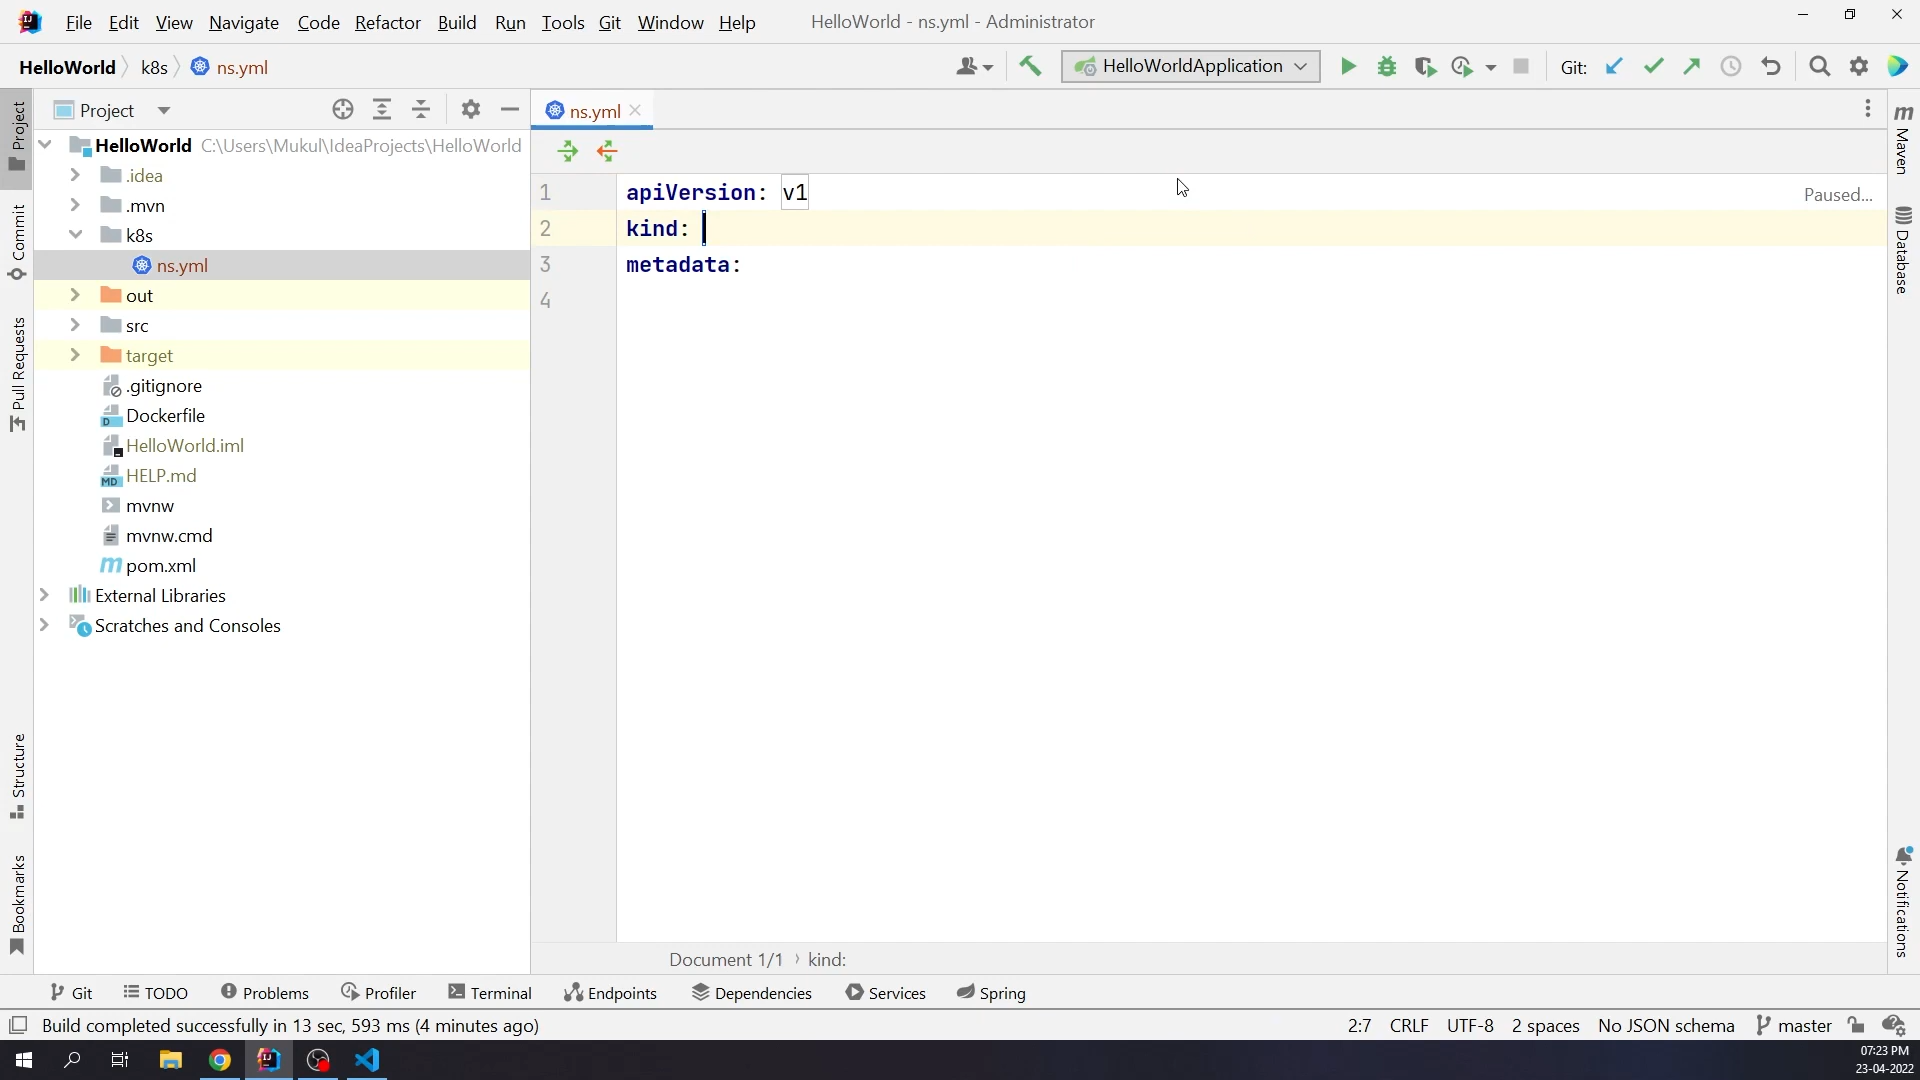 File Edit View Navigate Code Refactor Build Run Tools Git Window Help HelloWorld - ns.yml - Administrator
HelloWorld k8s ns.yml HelloWorldApplication Git:
Project ns.yml
HelloWorld C:\Users\Mukul\IdeaProjects\HelloWorld
.idea
.mvn
k8s
ns.yml
out
src
target
.gitignore
Dockerfile
HelloWorld.iml
HELP.md
mvnw
mvnw.cmd
pom.xml
External Libraries
Scratches and Consoles
1 apiVersion: v1
2 kind:
3 metadata:
4
Paused...
Project
Commit
Pull Requests
Structure
Bookmarks
Maven
Database
Notifications
Document 1/1 › kind:
Git TODO Problems Profiler Terminal Endpoints Dependencies Services Spring
Build completed successfully in 13 sec, 593 ms (4 minutes ago) 2:7 CRLF UTF-8 2 spaces No JSON schema master
07:23 PM
23-04-2022